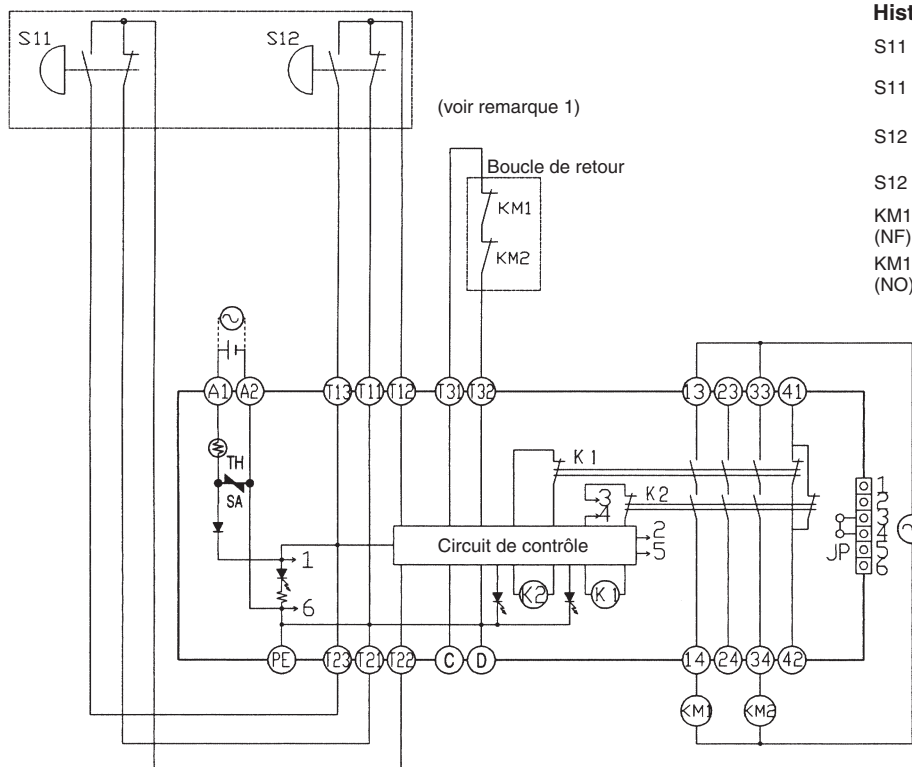 Hist
S11
S12
S11
S11
(voir remarque 1)
S12
Boucle de retour
S12
KM1
KM1
(NF)
KM2
KM1
(NO)
A1 A2 T13 T11 T12 T31 T32 13 23 33 41
TH
SA
K1
K2
3
4
1
2
3
4
5
6
JP
Circuit de contrôle
2
5
1
6
K2
K1
PE T23 T21 T22 C D 14 24 34 42
KM1
KM2